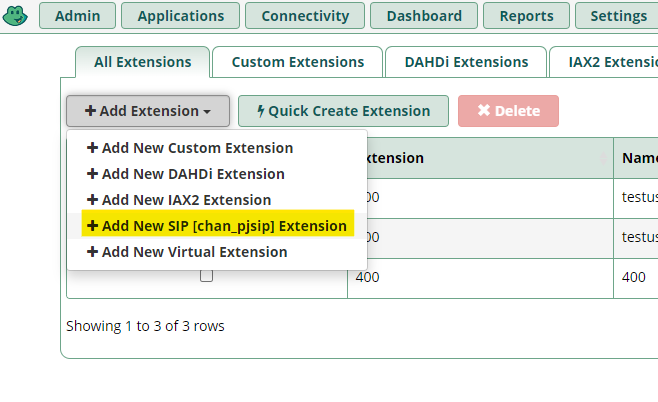 Admin Applications Connectivity Dashboard Reports Settings
All Extensions Custom Extensions DAHDi Extensions IAX2 Extensio
Add Extension Quick Create Extension Delete
Add New Custom Extension
xtension Name
Add New DAHDi Extension
Add New IAX2 Extension
00 testus
Add New SIP [chan_pjsip] Extension
00 testus
Add New Virtual Extension
400 400
Showing 1 to 3 of 3 rows